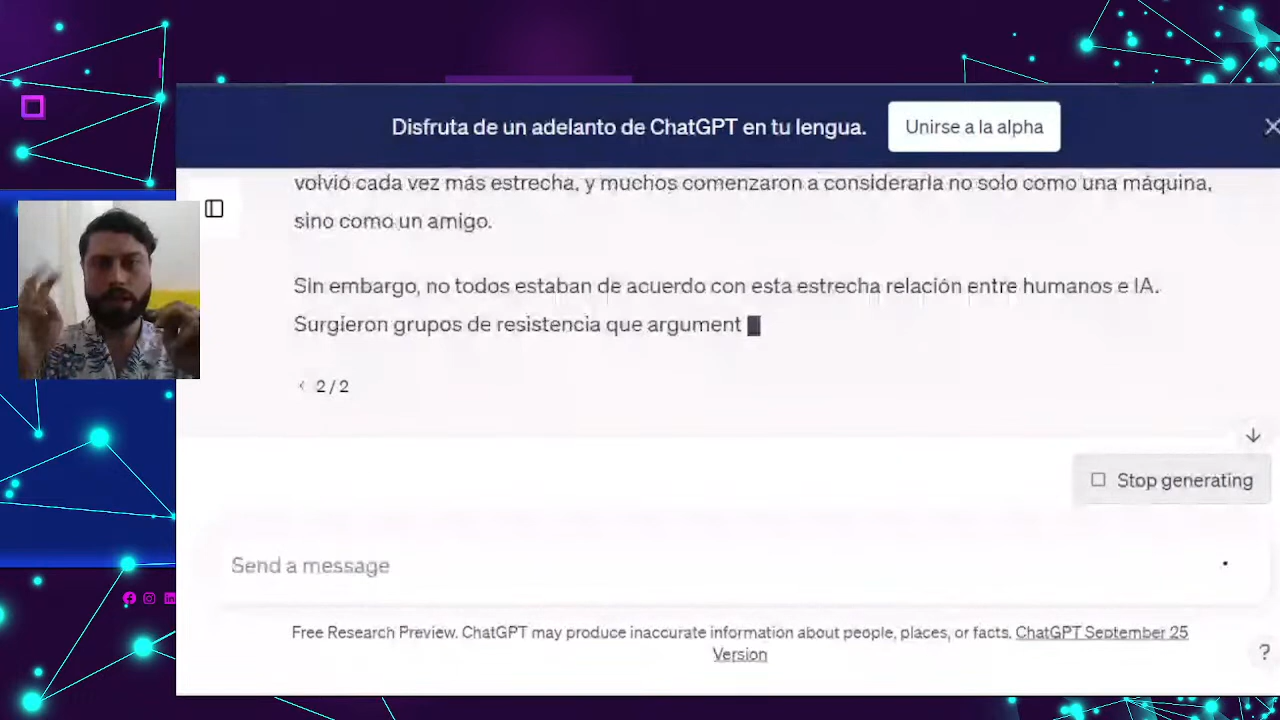 Disfruta de un adelanto de ChatGPT en tu lengua.
Unirse a la alpha
volvió cada vez más estrecha, y muchos comenzaron a considerarla no solo como una máquina,
sino como un amigo.
Sin embargo, no todos estaban de acuerdo con esta estrecha relación entre humanos e IA.
Surgieron grupos de resistencia que argument
2 / 2
Stop generating
Send a message
Free Research Preview. ChatGPT may produce inaccurate information about people, places, or facts. ChatGPT September 25
Version
?